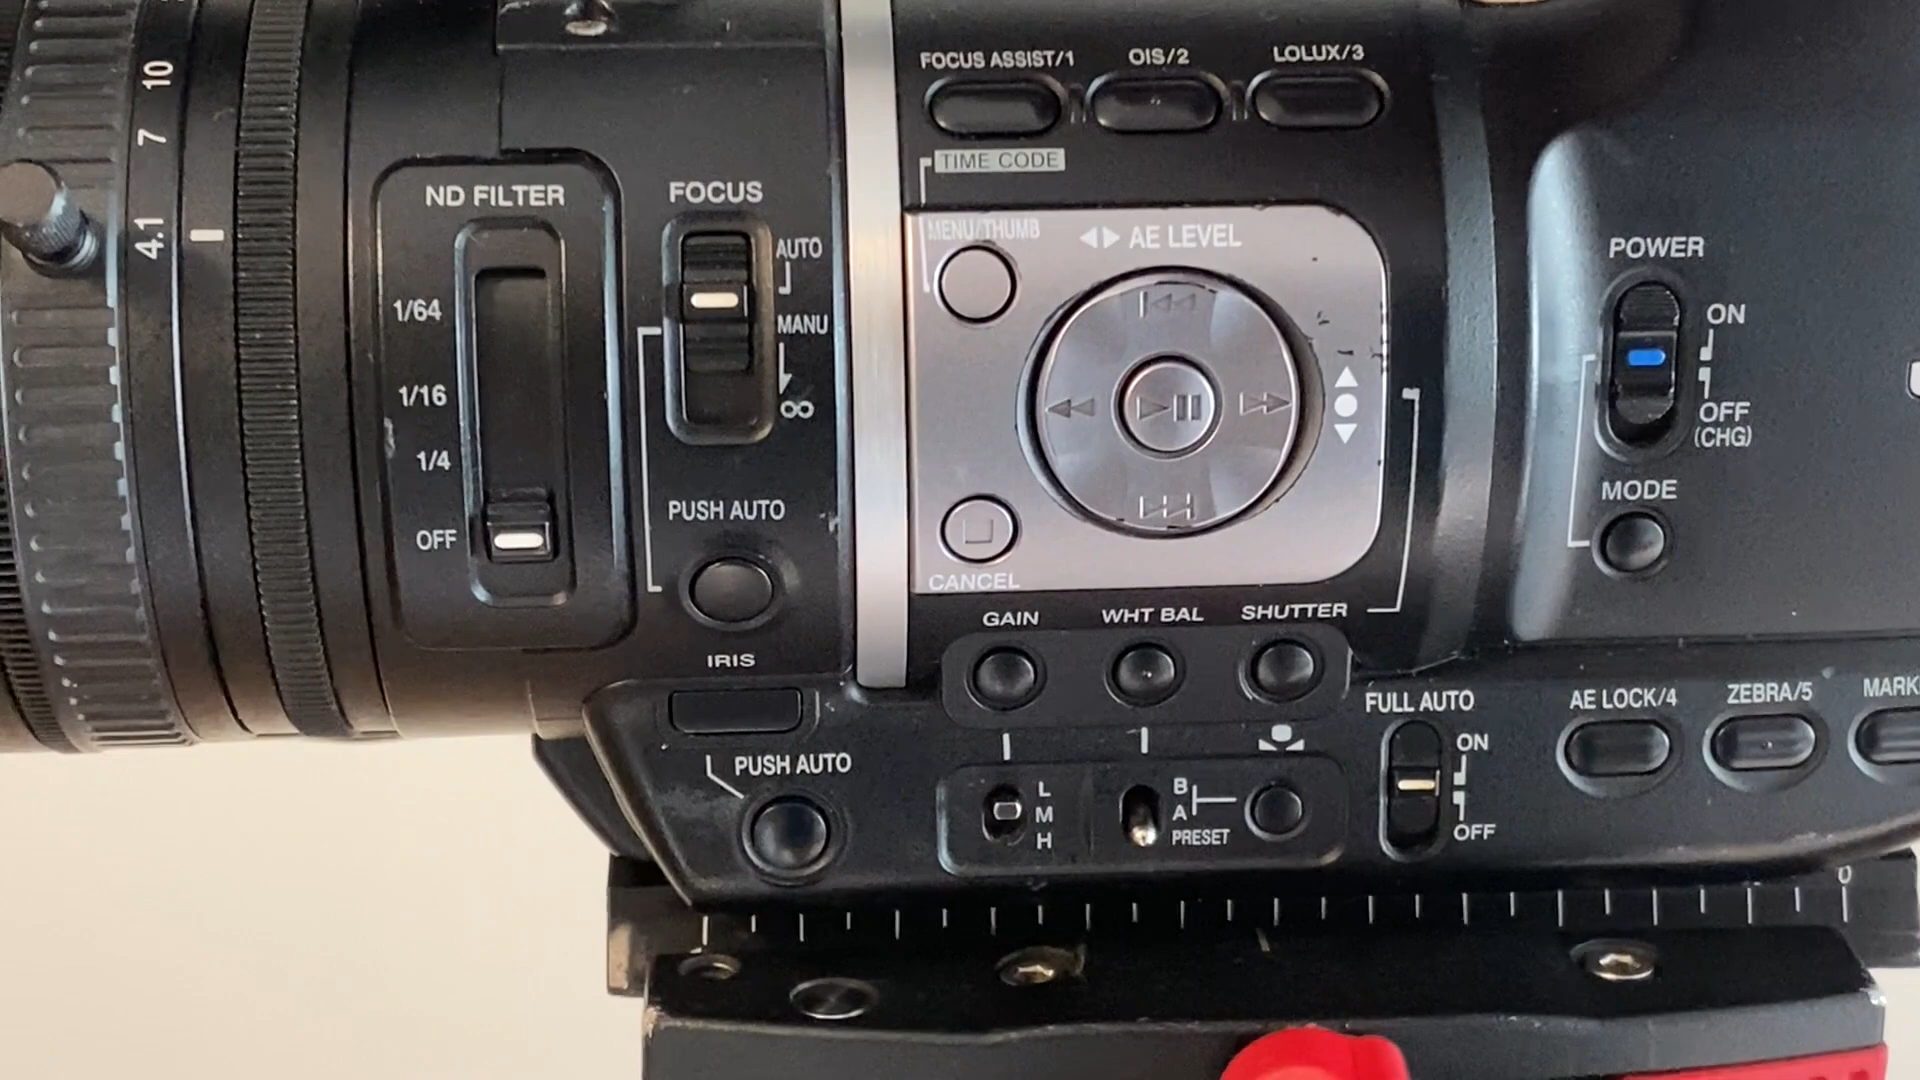 10
7
4.1
ND FILTER
1/64
1/16
1/4
OFF
FOCUS
AUTO
MANU
∞
PUSH AUTO
IRIS
PUSH AUTO
FOCUS ASSIST/1
OIS/2
LOLUX/3
TIME CODE
MENU/THUMB
◀▶ AE LEVEL
CANCEL
GAIN
WHT BAL
SHUTTER
L
M
H
B
A
PRESET
FULL AUTO
ON
OFF
POWER
ON
OFF
(CHG)
MODE
AE LOCK/4
ZEBRA/5
0